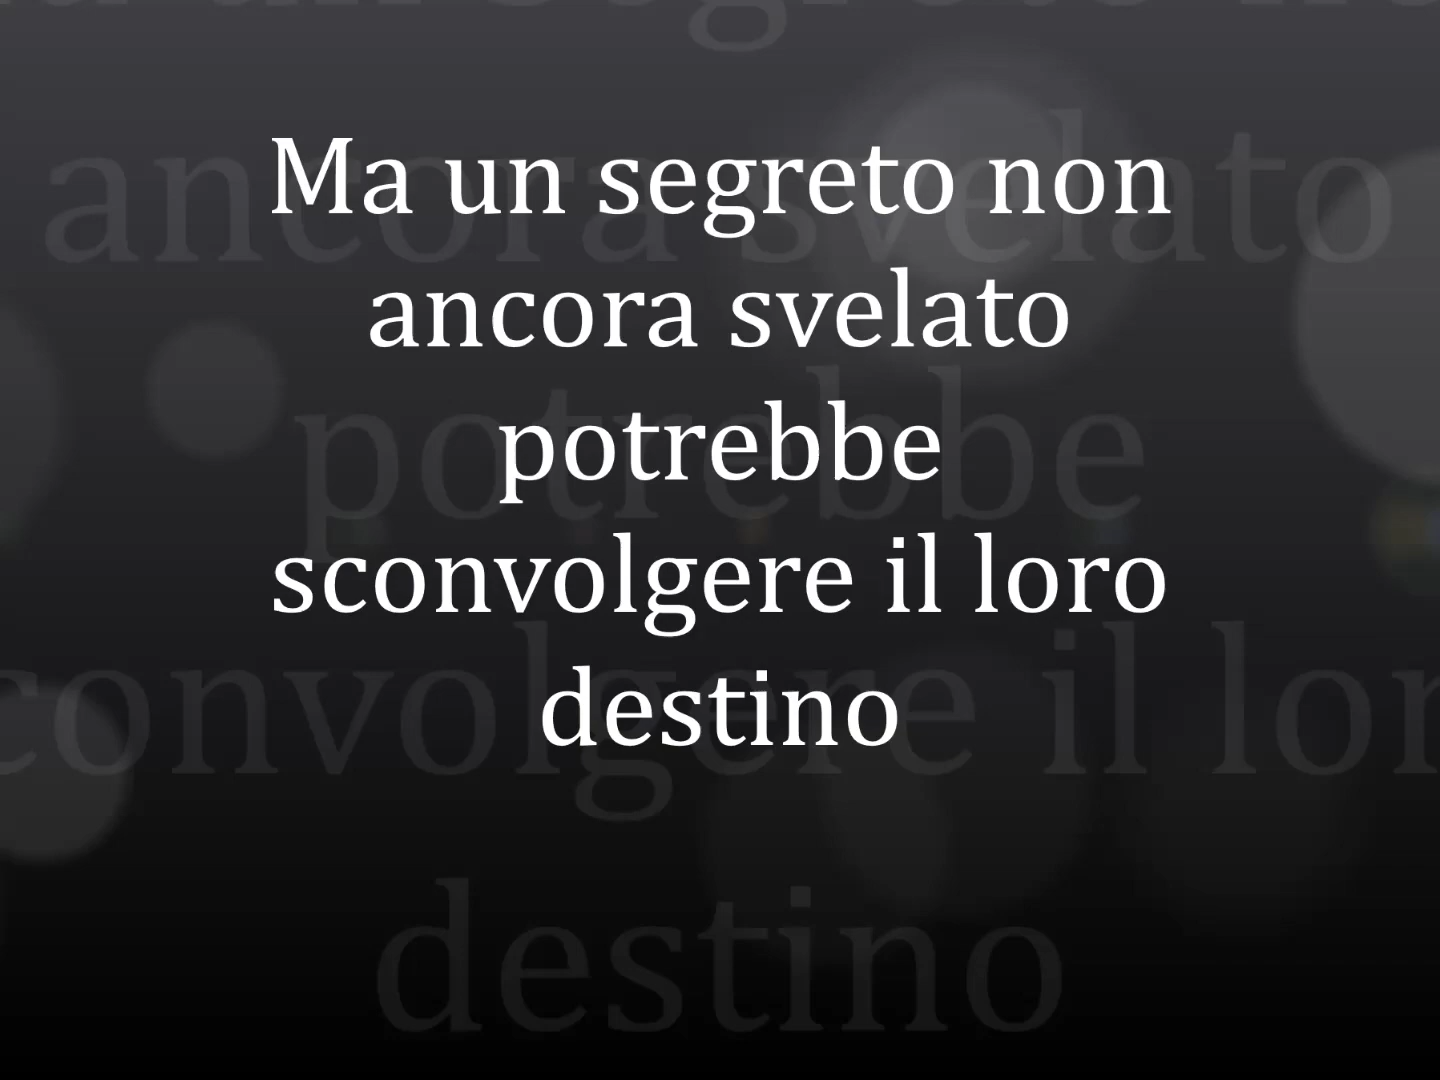 Ma un segreto non
ancora svelato
potrebbe
sconvolgere il loro
destino